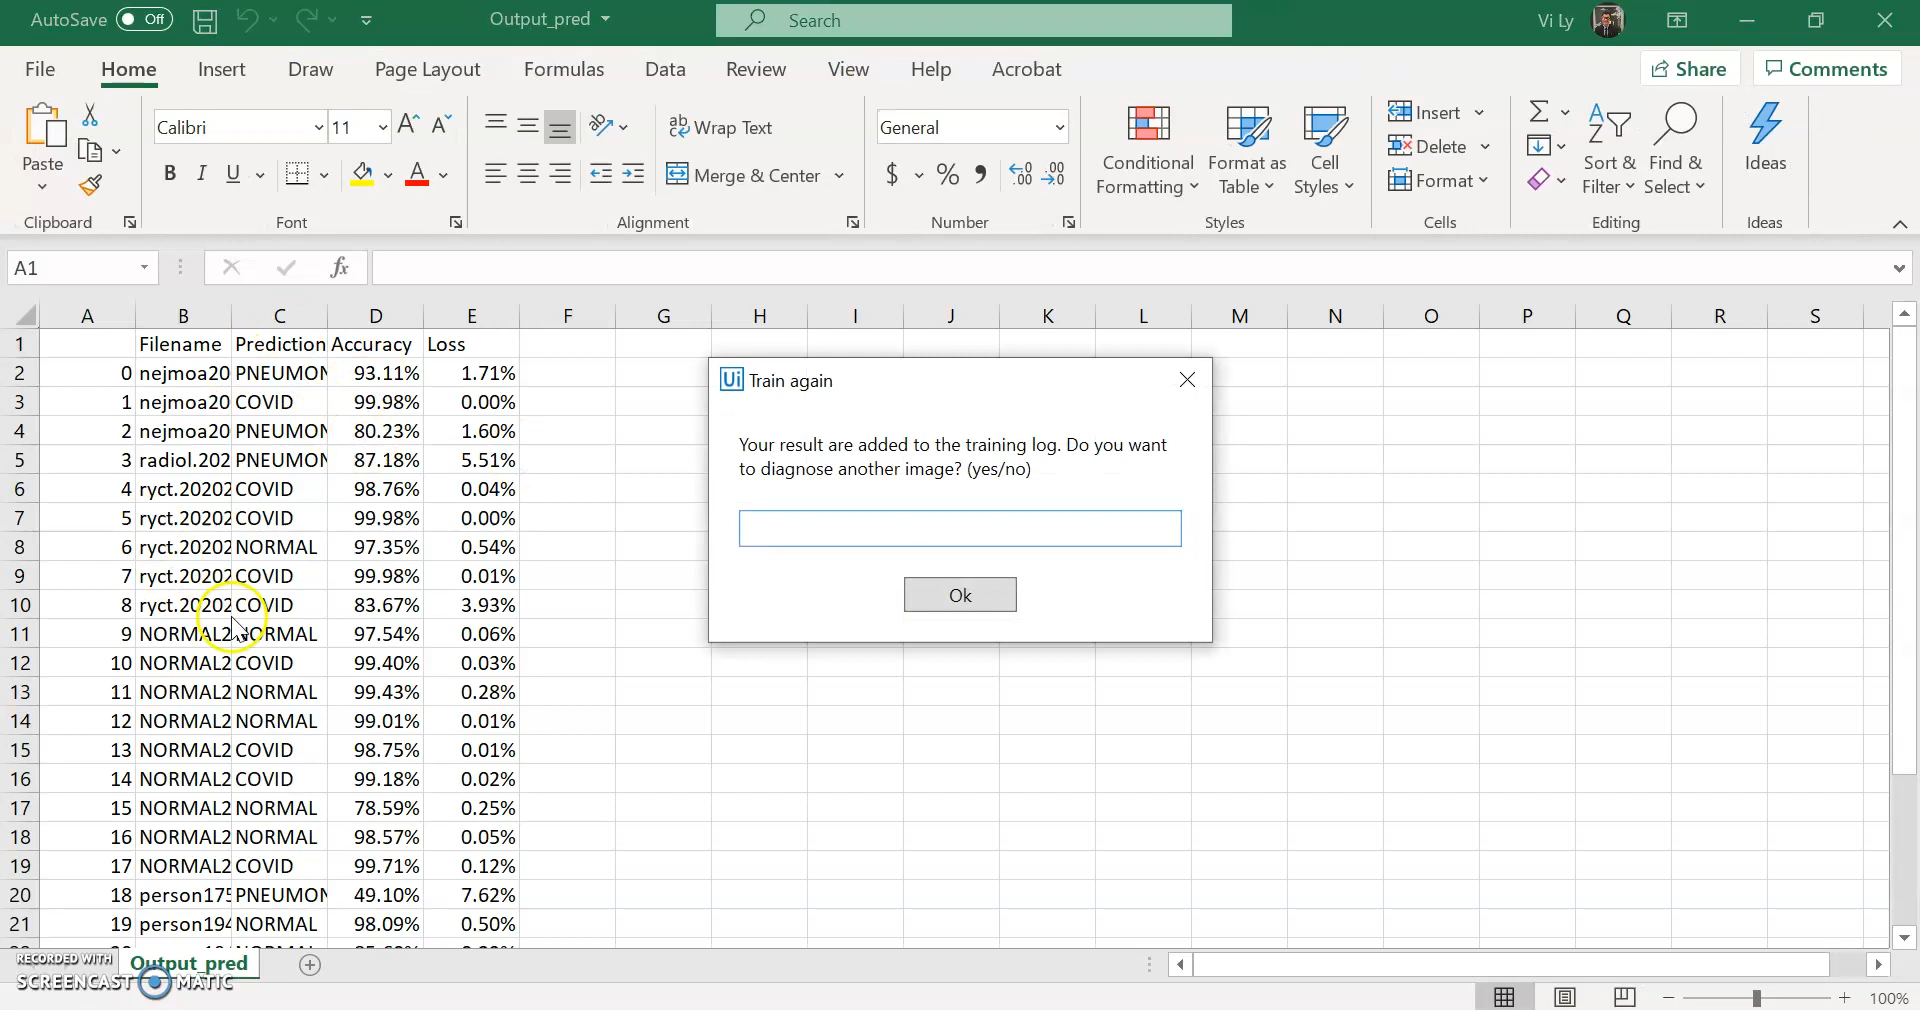 AutoSave Off Output_pred Search Vi Ly
File Home Insert Draw Page Layout Formulas Data Review View Help Acrobat Share Comments
Paste
Clipboard
Calibri 11
B I U
Font
Wrap Text
Merge & Center
Alignment
General
$ % , .00 .00
Number
Conditional
Formatting
Format as
Table
Cell
Styles
Styles
Insert
Delete
Format
Cells
Sort &
Filter
Find &
Select
Editing
Ideas
Ideas
A1 fx
A B C D E F G H I J K L M N O P Q R S
1 Filename Prediction Accuracy Loss
2 0 nejmoa20 PNEUMON 93.11% 1.71%
3 1 nejmoa20 COVID 99.98% 0.00%
4 2 nejmoa20 PNEUMON 80.23% 1.60%
5 3 radiol.202 PNEUMON 87.18% 5.51%
6 4 ryct.20202 COVID 98.76% 0.04%
7 5 ryct.20202 COVID 99.98% 0.00%
8 6 ryct.20202 NORMAL 97.35% 0.54%
9 7 ryct.20202 COVID 99.98% 0.01%
10 8 ryct.20202 COVID 83.67% 3.93%
11 9 NORMAL2 NORMAL 97.54% 0.06%
12 10 NORMAL2 COVID 99.40% 0.03%
13 11 NORMAL2 NORMAL 99.43% 0.28%
14 12 NORMAL2 NORMAL 99.01% 0.01%
15 13 NORMAL2 COVID 98.75% 0.01%
16 14 NORMAL2 COVID 99.18% 0.02%
17 15 NORMAL2 NORMAL 78.59% 0.25%
18 16 NORMAL2 NORMAL 98.57% 0.05%
19 17 NORMAL2 COVID 99.71% 0.12%
20 18 person175 PNEUMON 49.10% 7.62%
21 19 person194 NORMAL 98.09% 0.50%
Ui Train again
Your result are added to the training log. Do you want
to diagnose another image? (yes/no)
Ok
Output_pred
RECORDED WITH
SCREENCAST MATIC
100%